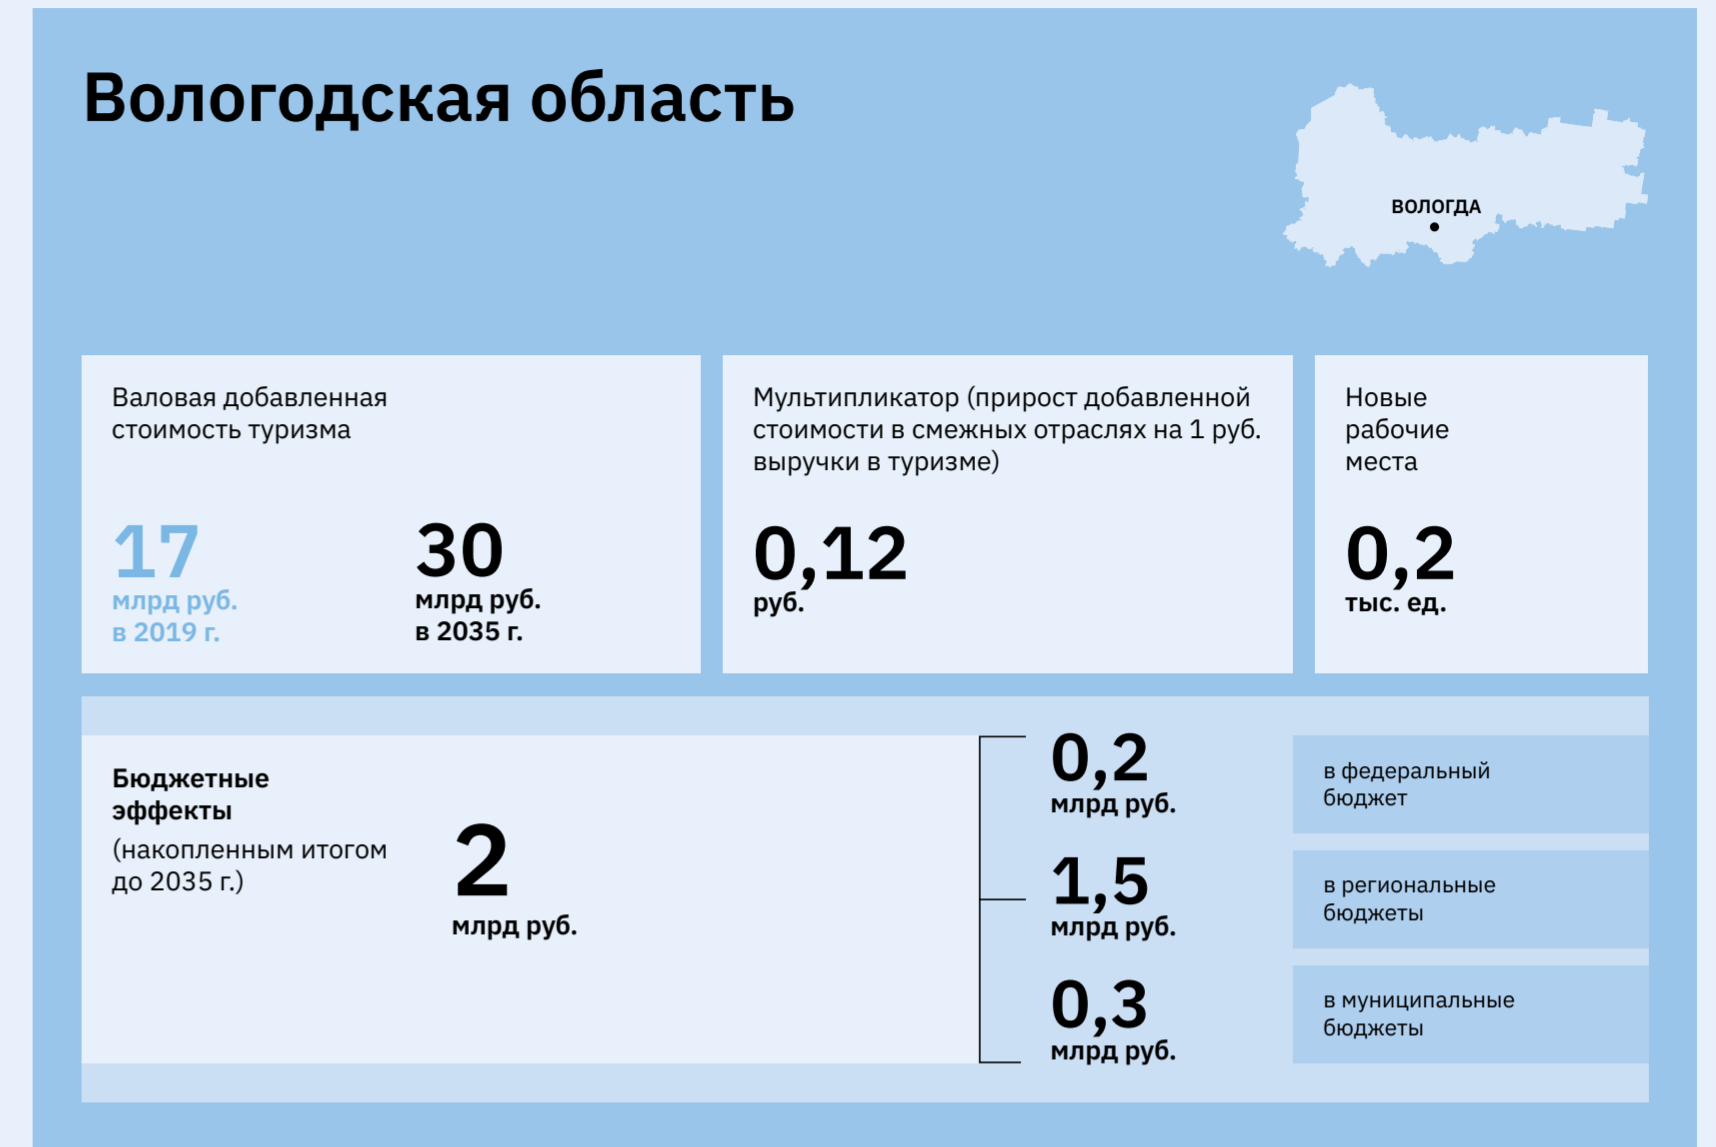 Вологодская область
ВОЛОГДА
Валовая добавленная
стоимость туризма
17
млрд руб.
в 2019 г.
30
млрд руб.
в 2035 г.
Мультипликатор (прирост добавленной
стоимости в смежных отраслях на 1 руб.
выручки в туризме)
0,12
руб.
Новые
рабочие
места
0,2
тыс. ед.
Бюджетные
эффекты
(накопленным итогом
до 2035 г.)
2
млрд руб.
0,2
млрд руб.
в федеральный
бюджет
1,5
млрд руб.
в региональные
бюджеты
0,3
млрд руб.
в муниципальные
бюджеты